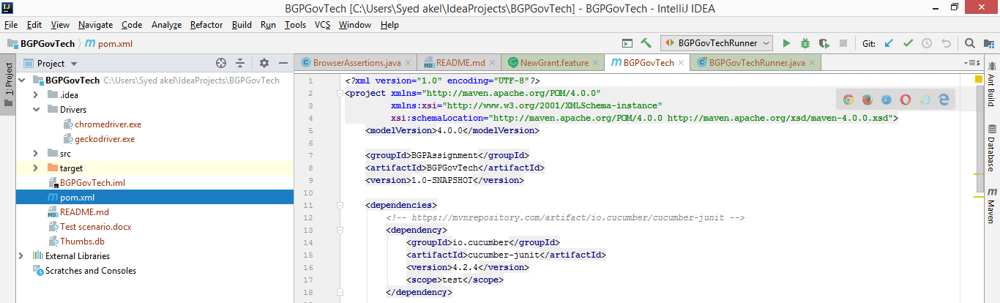 BGPGovTech [C:\Users\Syed akel\IdeaProjects\BGPGovTech] - BGPGovTech - IntelliJ IDEA
File Edit View Navigate Code Analyze Refactor Build Run Tools VCS Window Help
BGPGovTech pom.xml BGPGovTechRunner Git:
Project BrowserAssertions.java README.md NewGrant.feature BGPGovTech BGPGovTechRunner.java 5
1: Project
BGPGovTech C:\Users\Syed akel\IdeaProjects\BGPGovTech
.idea
Drivers
chromedriver.exe
geckodriver.exe
src
target
BGPGovTech.iml
pom.xml
README.md
Test scenario.docx
Thumbs.db
External Libraries
Scratches and Consoles
1 <?xml version="1.0" encoding="UTF-8"?>
2 <project xmlns="http://maven.apache.org/POM/4.0.0"
3 xmlns:xsi="http://www.w3.org/2001/XMLSchema-instance"
4 xsi:schemaLocation="http://maven.apache.org/POM/4.0.0 http://maven.apache.org/xsd/maven-4.0.0.xsd">
5 <modelVersion>4.0.0</modelVersion>
6
7 <groupId>BGPAssignment</groupId>
8 <artifactId>BGPGovTech</artifactId>
9 <version>1.0-SNAPSHOT</version>
10
11 <dependencies>
12 <!-- https://mvnrepository.com/artifact/io.cucumber/cucumber-junit -->
13 <dependency>
14 <groupId>io.cucumber</groupId>
15 <artifactId>cucumber-junit</artifactId>
16 <version>4.2.4</version>
17 <scope>test</scope>
18 </dependency>
Ant Build
Database
Maven